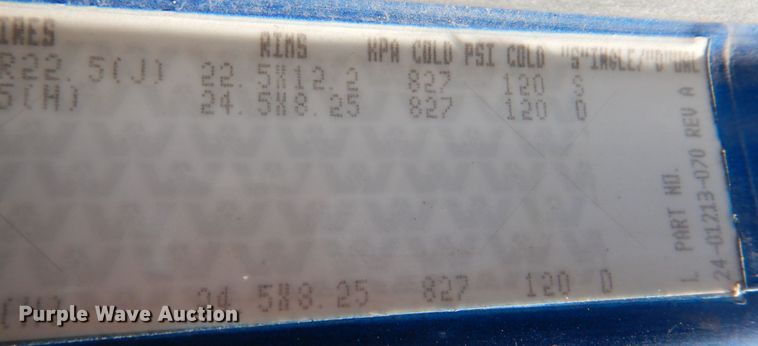 TIRES RIMS KPA COLD PSI COLD "S"INGLE/"D"UAL
R22.5(J) 22.5X12.2 827 120 S
5(H) 24.5X8.25 827 120 D
24.5X8.25 827 120 D
L PART NO.
24-01213-070 REV A
Purple Wave Auction